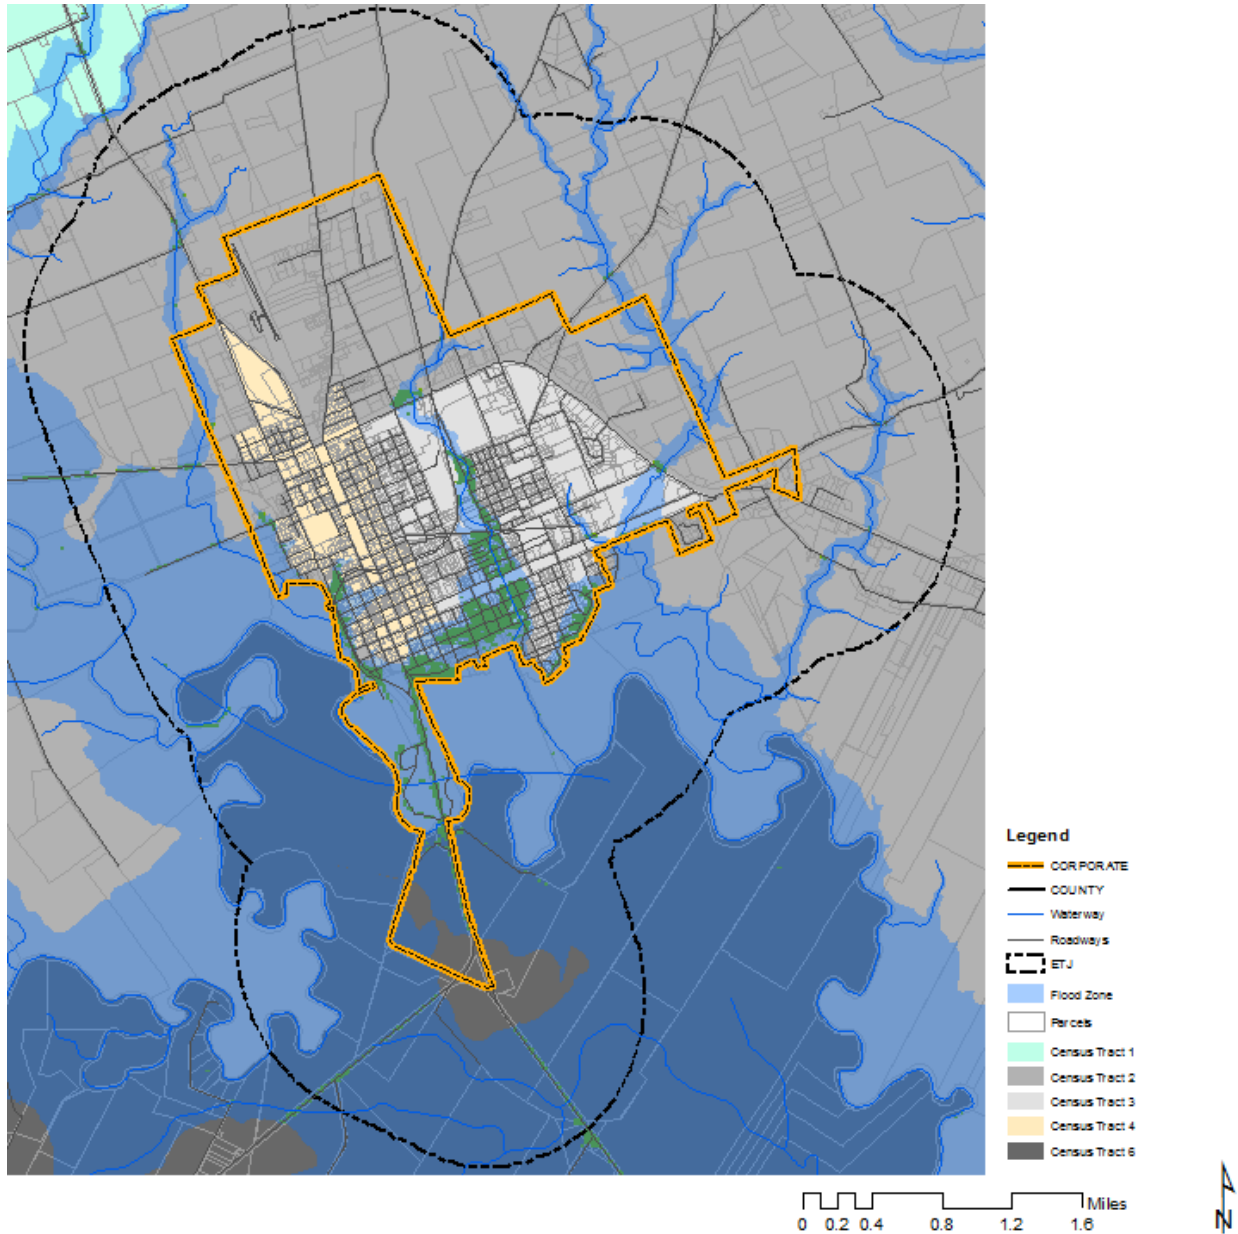 Legend
CORPORATE
COUNTY
Waterway
Roadways
ETJ
Flood Zone
Parcels
Census Tract 1
Census Tract 2
Census Tract 3
Census Tract 4
Census Tract 6
Miles
0 0.2 0.4 0.8 1.2 1.6
N